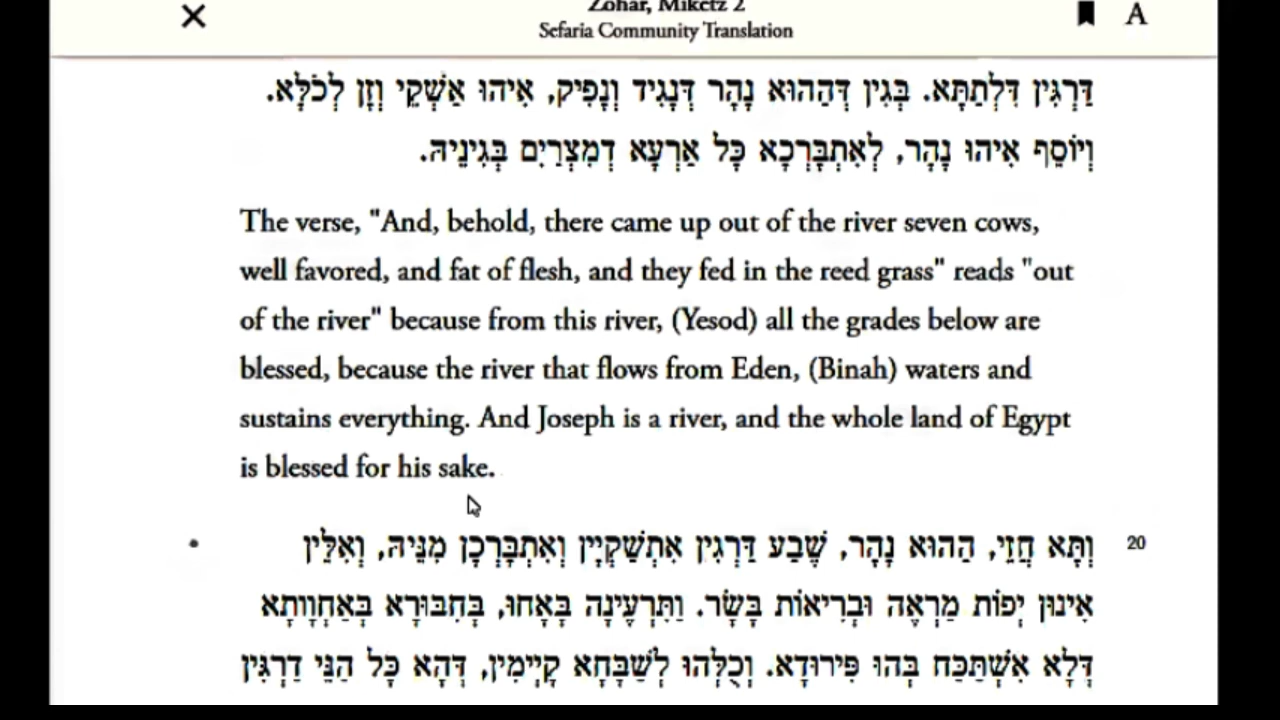 Zohar, Miketz 2
Sefaria Community Translation
A
דַּרְגִּין דִּלְתַתָּא. בְּגִין דְּהַהוּא נָהָר דְּנָגִיד וְנָפִיק, אִיהוּ אַשְׁקֵי וְזָן לְכֹלָּא.
וְיוֹסֵף אִיהוּ נָהָר, לְאִתְבָּרְכָא כָּל אַרְעָא דְמִצְרַיִם בְּגִינֵיהּ.
The verse, "And, behold, there came up out of the river seven cows,
well favored, and fat of flesh, and they fed in the reed grass" reads "out
of the river" because from this river, (Yesod) all the grades below are
blessed, because the river that flows from Eden, (Binah) waters and
sustains everything. And Joseph is a river, and the whole land of Egypt
is blessed for his sake.
20
וְתָּא חֲזֵי, הַהוּא נָהָר, שֶׁבַע דַּרְגִּין אִתְשַׁקְיָין וְאִתְבָּרְכָן מִנֵּיהּ, וְאִלֵּין
אִינוּן יְפוֹת מַרְאֶה וּבְרִיאוֹת בָּשָׂר. וַתִּרְעֶינָה בָּאָחוּ, בְּחִבּוּרָא בְּאַחְוָותָא
דְּלָא אִשְׁתַּכַּח בְּהוּ פִּירוּדָא. וְכֻלְּהוּ לְשַׁבָּחָא קָיְימִין, דְּהָא כָּל הַנֵּי דַרְגִּין